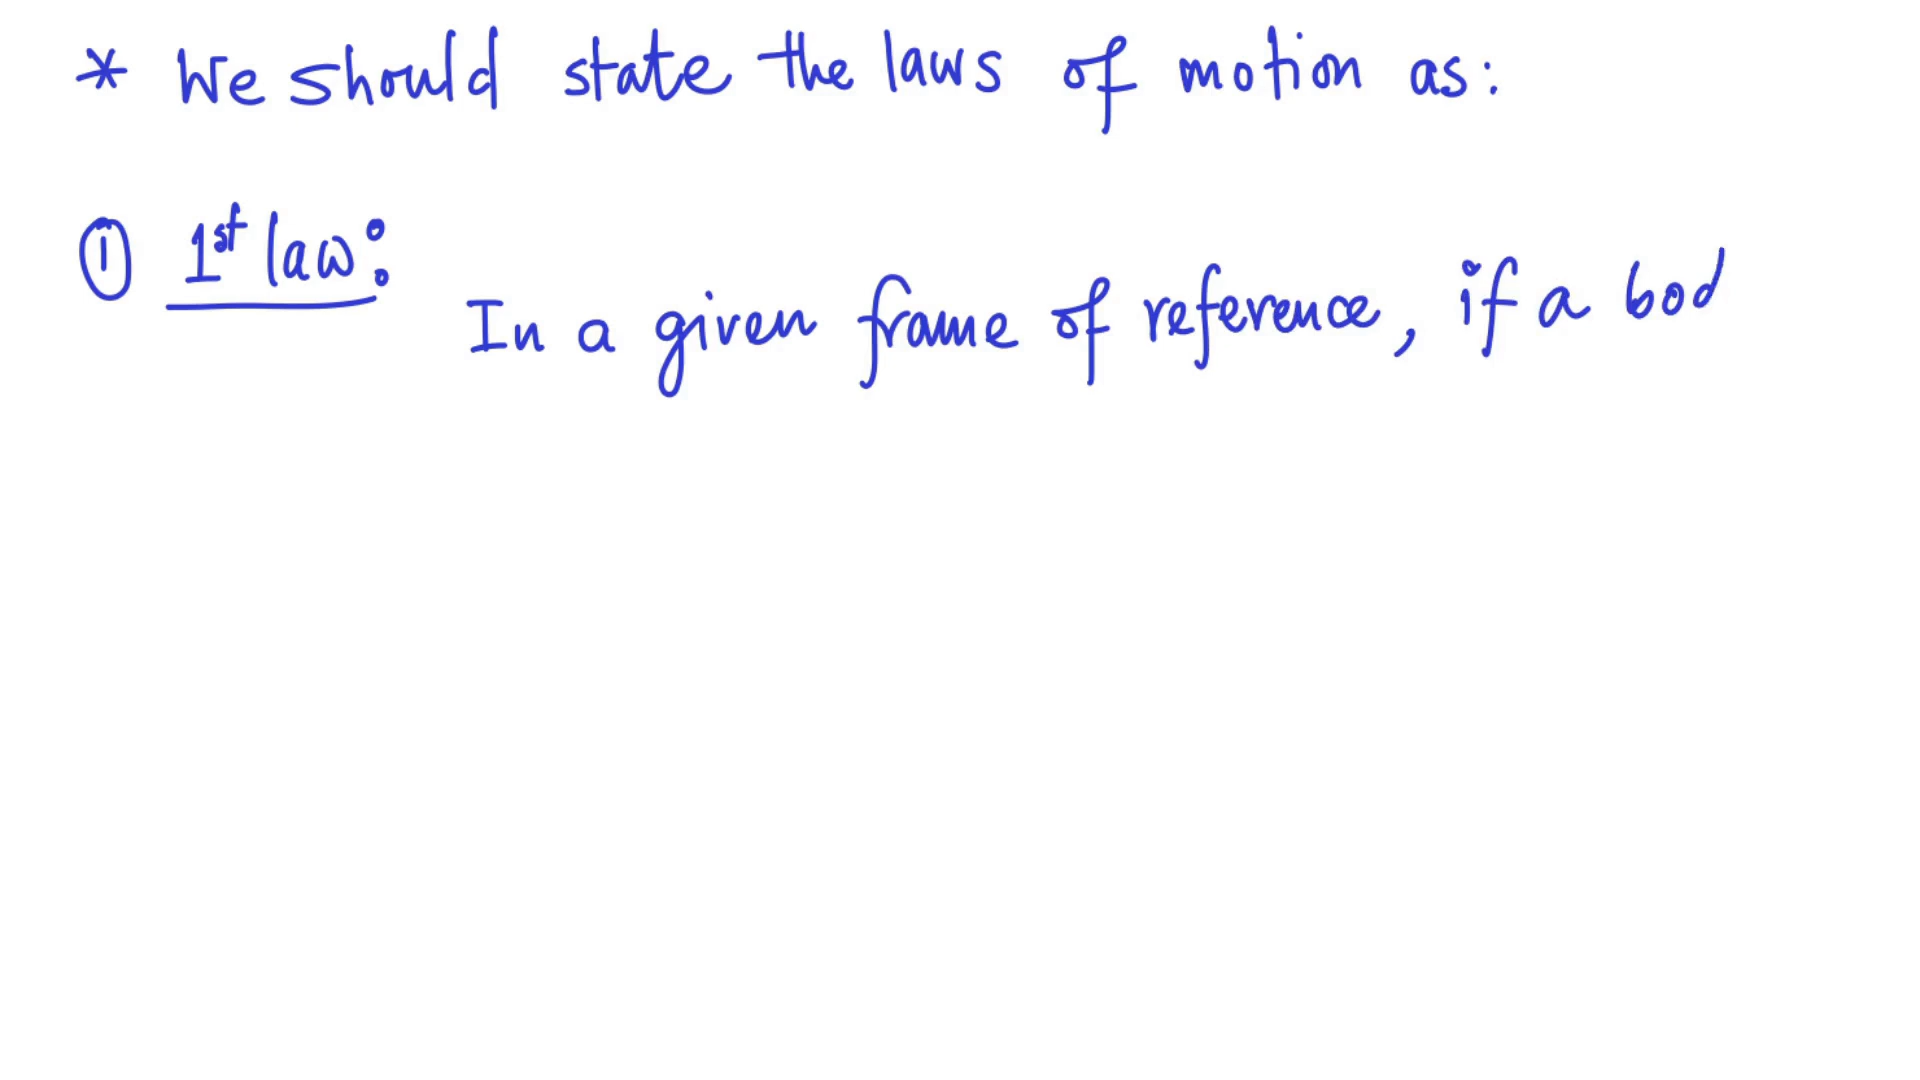 * We should state the laws of motion as:
① 1st law:
In a given frame of reference, if a bod